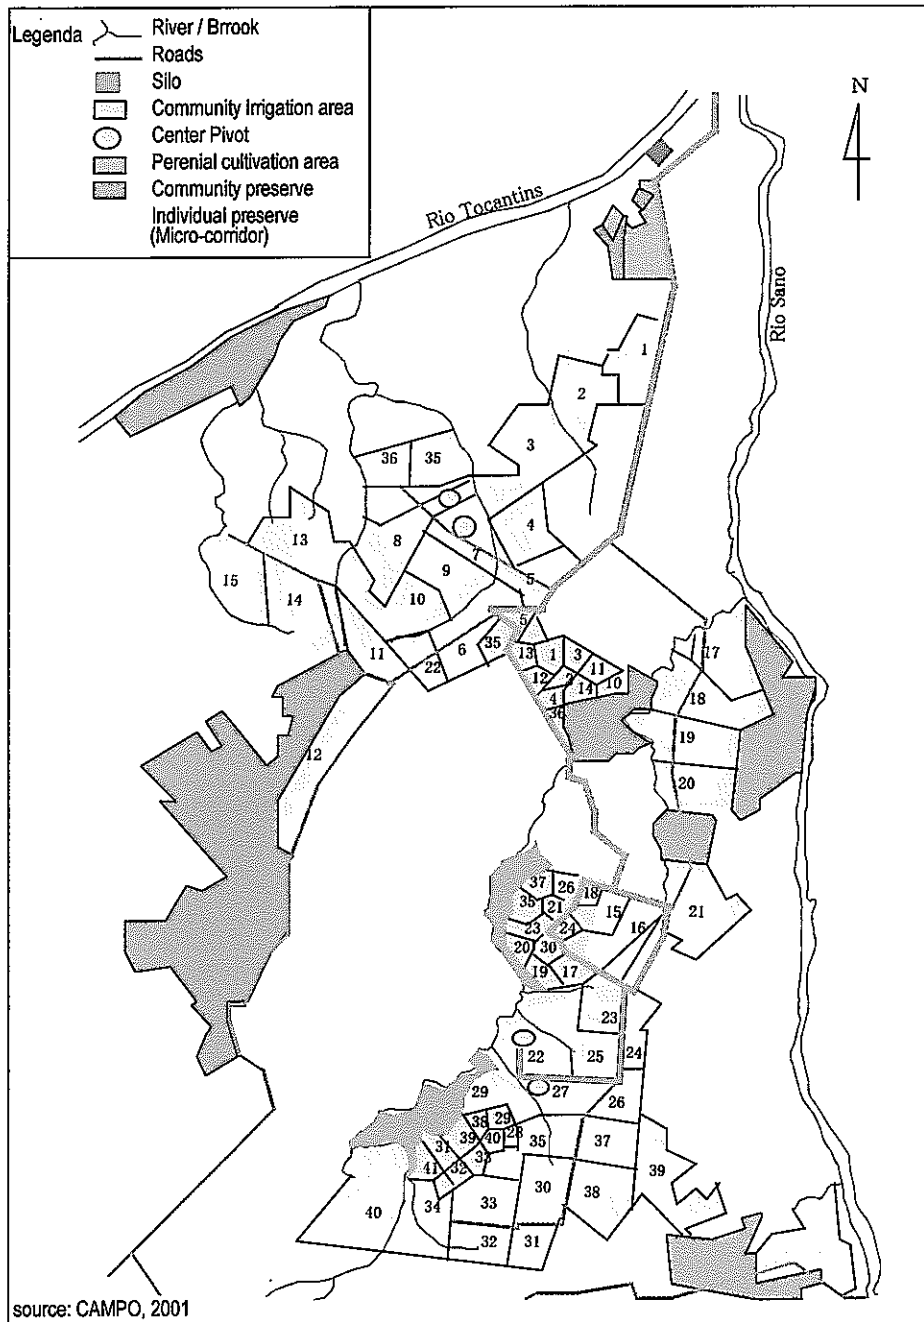 Legenda
River / Brrook
Roads
Silo
Community Irrigation area
Center Pivot
Perenial cultivation area
Community preserve
Individual preserve
(Micro-corridor)
N
Rio Tocantins
Rio Sano
1
2
3
36 35
4
13
8
7
9
15
5
14
10
5
11
6
35
22
13 1 3
11
17
12 2
14 10
4
36
18
12
19
20
37 26 18
35 21 15
21
23 24 16
20 30
19 17
23
22 25 24
29 27
26
38 29
39 40 28 35 37
31
33
41 32
39
30 38
34 33
40
32 31
source: CAMPO, 2001